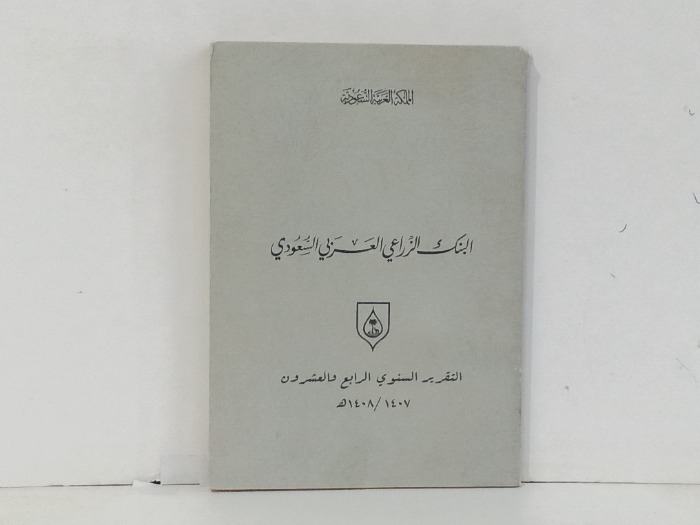 المملكة العربية السعودية
البنك الزراعي العربي السعودي
التقرير السنوي الرابع والعشرون
١٤٠٧/١٤٠٨هـ